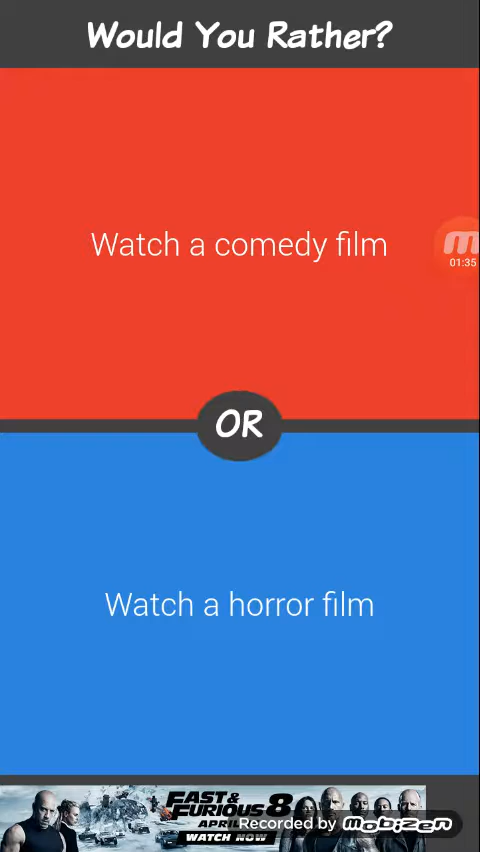 Would You Rather?
Watch a comedy film
01:35
OR
Watch a horror film
FAST &
FURIOUS 8
APRIL
WATCH NOW
Recorded by mobizen